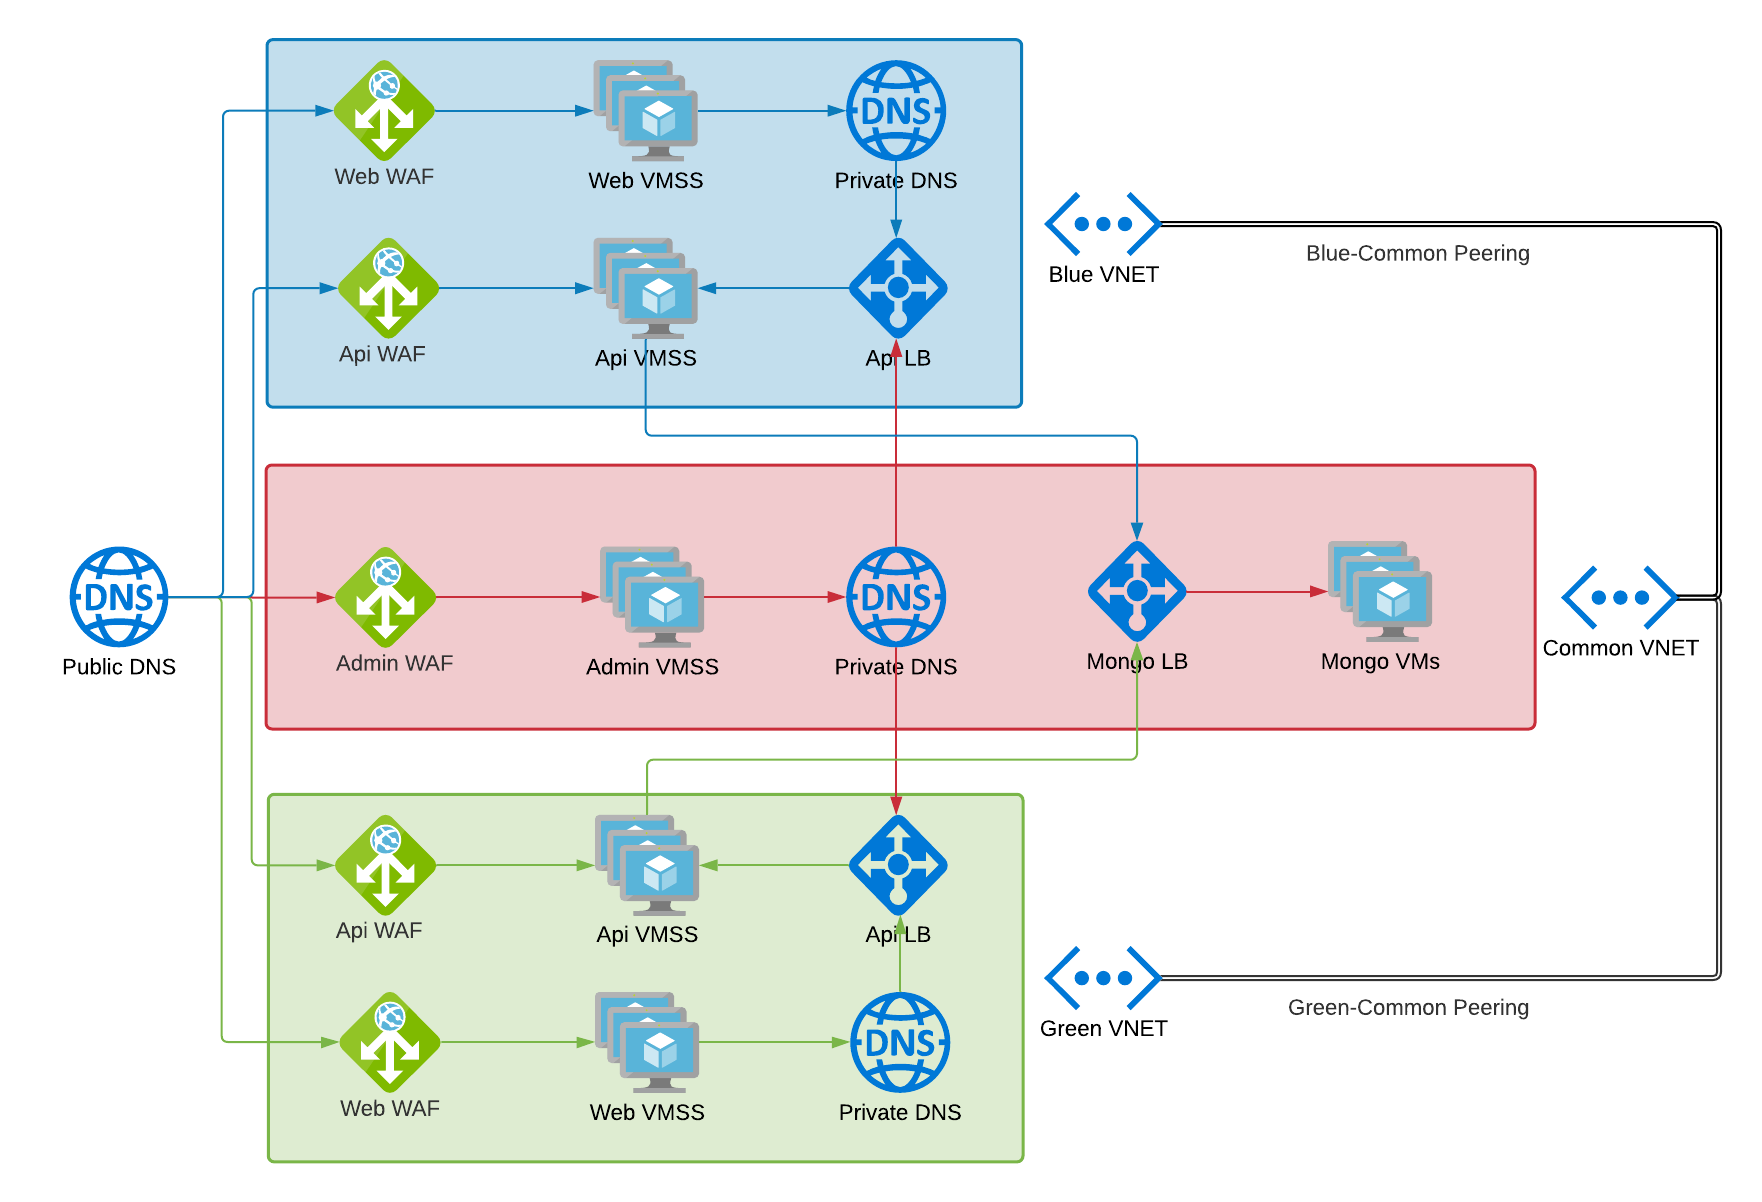 DNS
Web WAF
Web VMSS
Private DNS
Api WAF
Api VMSS
Api LB
Blue VNET
Blue-Common Peering
DNS
Public DNS
Admin WAF
Admin VMSS
DNS
Private DNS
Mongo LB
Mongo VMs
Common VNET
Api WAF
Api VMSS
Api LB
Green VNET
Green-Common Peering
DNS
Web WAF
Web VMSS
Private DNS